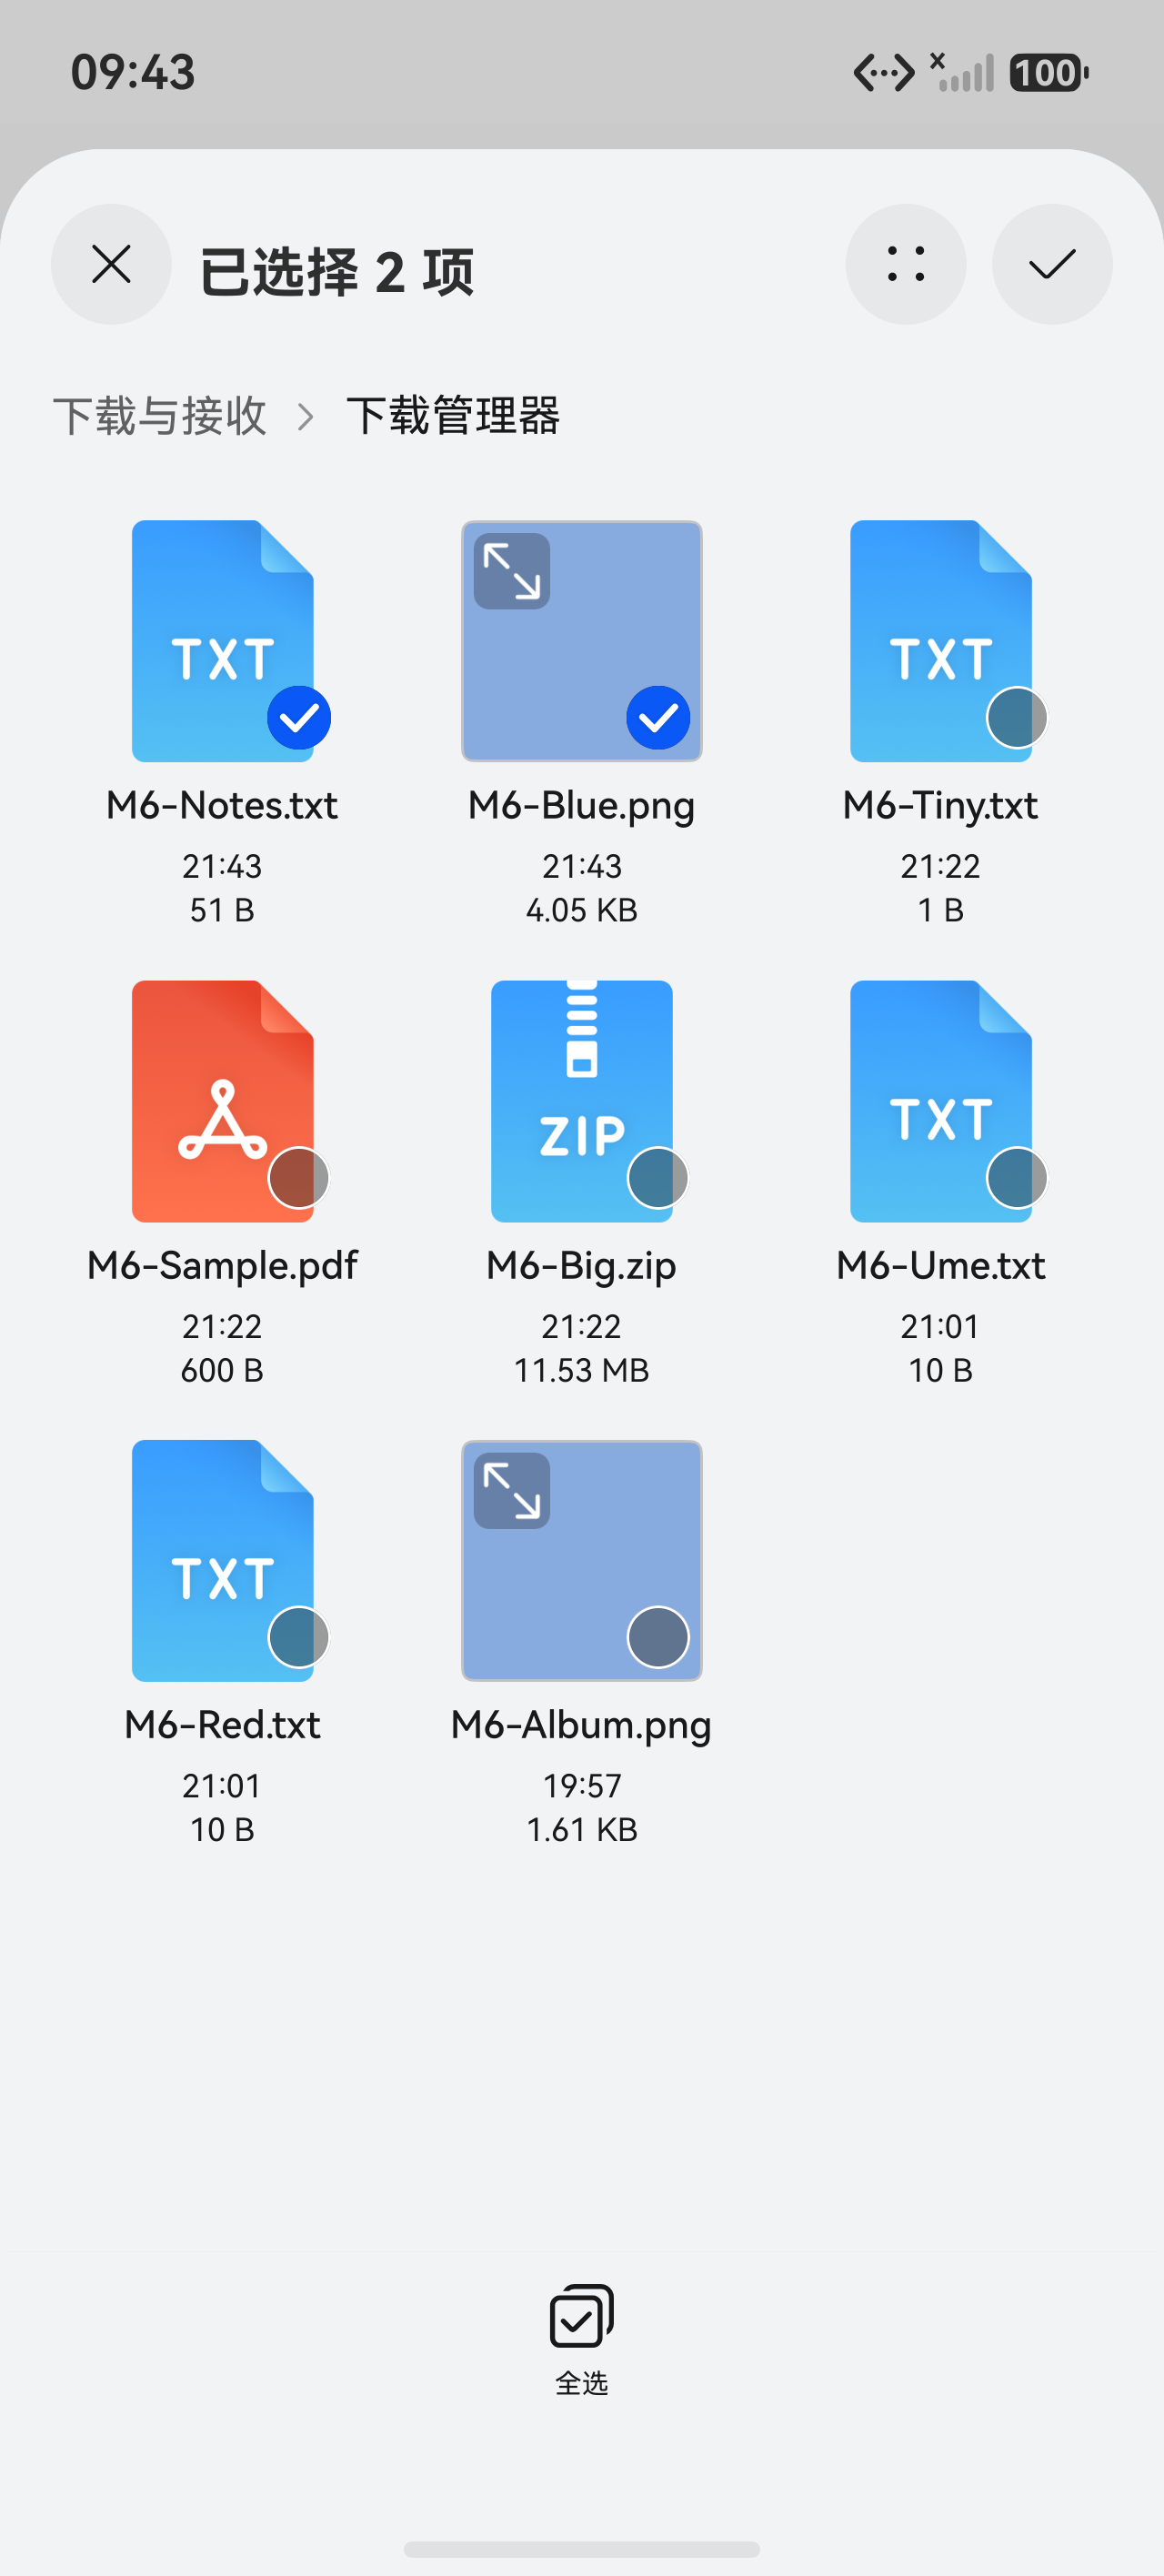 09:43
100
已选择 2 项
下载与接收 > 下载管理器
TXT
TXT
M6-Notes.txt
M6-Blue.png
M6-Tiny.txt
21:43
21:43
21:22
51 B
4.05 KB
1 B
ZIP
TXT
M6-Sample.pdf
M6-Big.zip
M6-Ume.txt
21:22
21:22
21:01
600 B
11.53 MB
10 B
TXT
M6-Red.txt
M6-Album.png
21:01
19:57
10 B
1.61 KB
全选